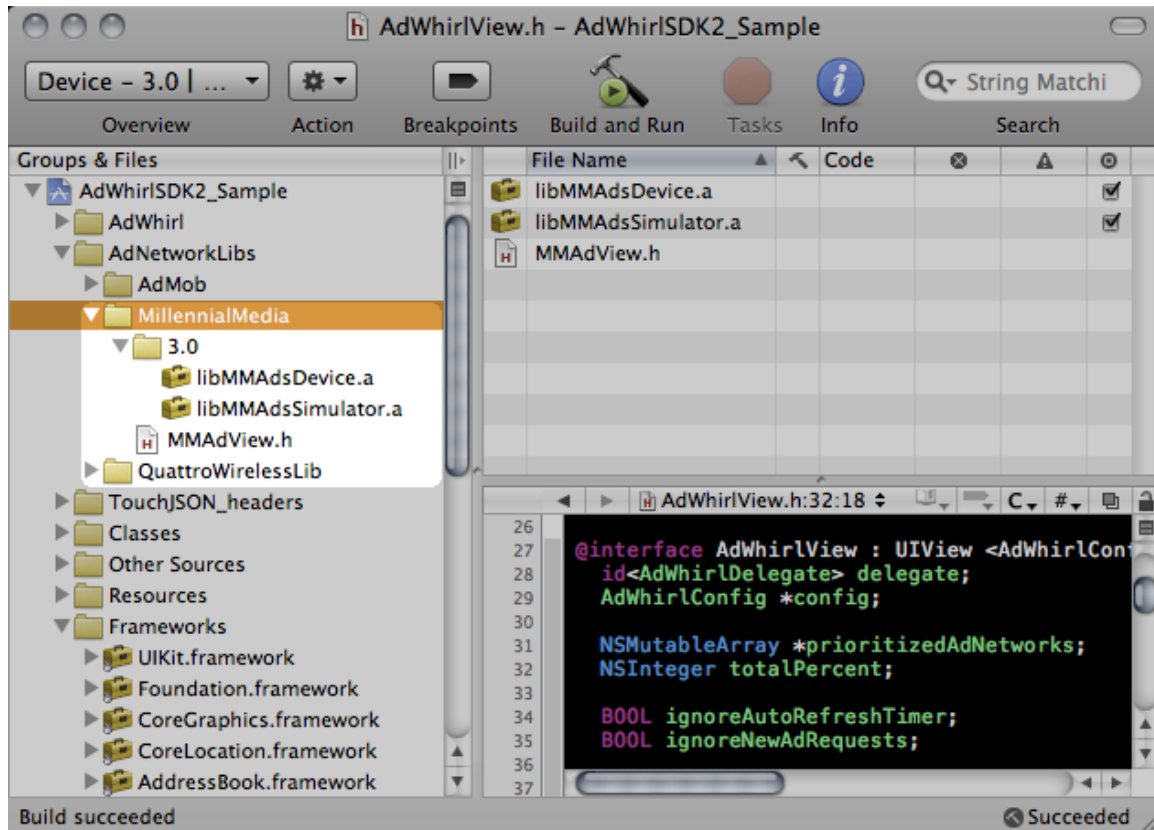 AdWhirlView.h – AdWhirlSDK2_Sample
Device – 3.0 | ...
String Matchi
Overview
Action
Breakpoints
Build and Run
Tasks
Info
Search
Groups & Files
AdWhirlSDK2_Sample
AdWhirl
AdNetworkLibs
AdMob
MillennialMedia
3.0
libMMAdsDevice.a
libMMAdsSimulator.a
MMAdView.h
QuattroWirelessLib
TouchJSON_headers
Classes
Other Sources
Resources
Frameworks
UIKit.framework
Foundation.framework
CoreGraphics.framework
CoreLocation.framework
AddressBook.framework
File Name Code
libMMAdsDevice.a
libMMAdsSimulator.a
MMAdView.h
AdWhirlView.h:32:18 C #
26
27 @interface AdWhirlView : UIView <AdWhirlConf
28 id<AdWhirlDelegate> delegate;
29 AdWhirlConfig *config;
30
31 NSMutableArray *prioritizedAdNetworks;
32 NSInteger totalPercent;
33
34 BOOL ignoreAutoRefreshTimer;
35 BOOL ignoreNewAdRequests;
36
37
Build succeeded
Succeeded